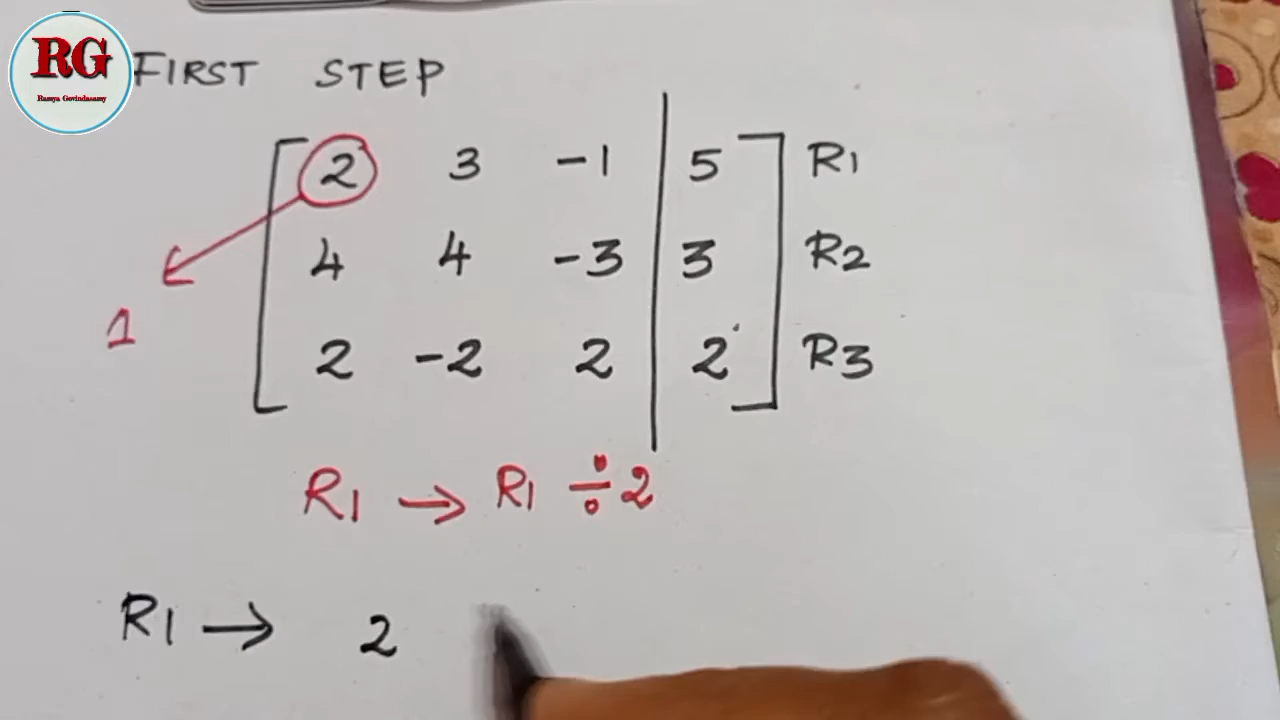 RG
Ramya Govindasamy
FIRST STEP
2 3 -1 5 R1
4 4 -3 3 R2
2 -2 2 2 R3
1
R1 → R1 ÷ 2
R1 → 2